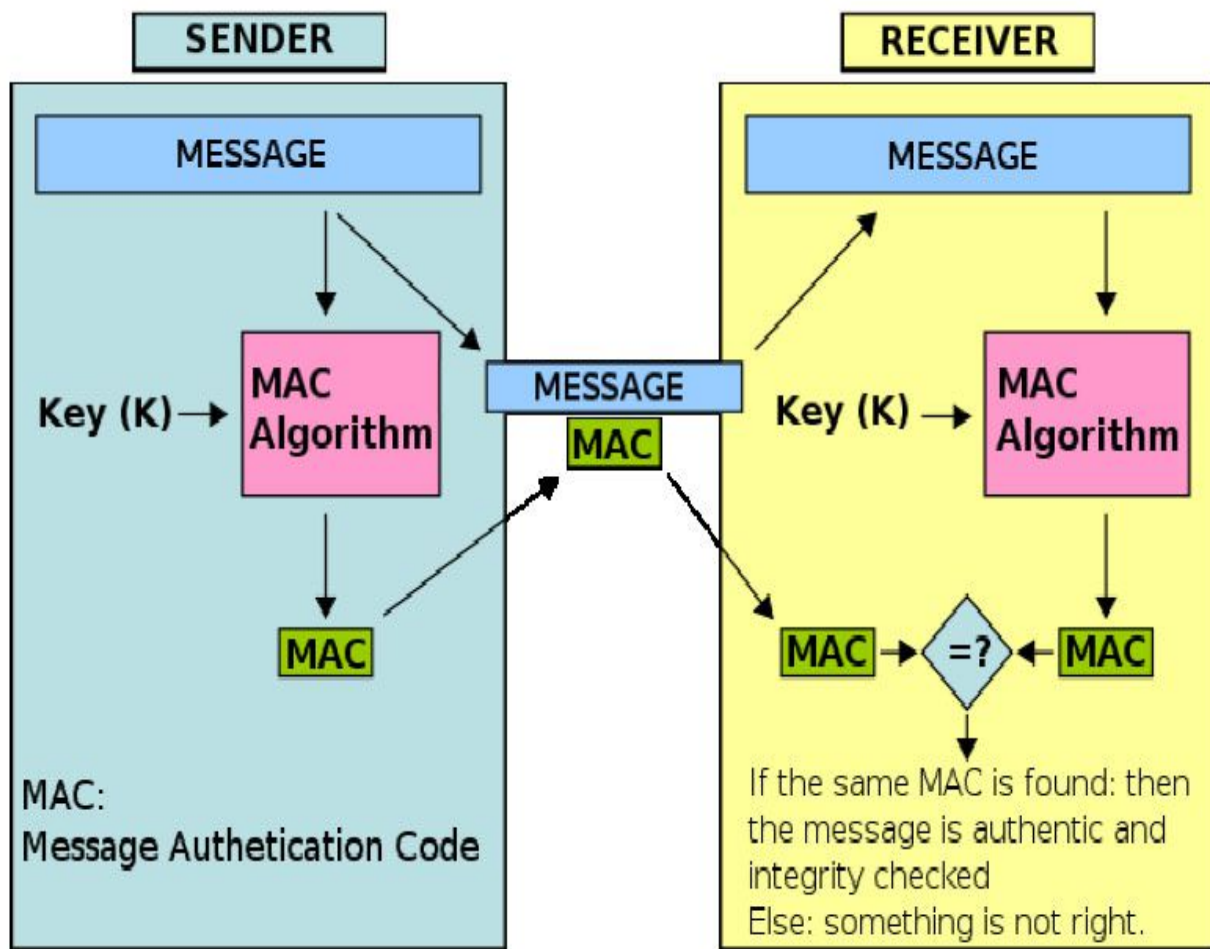 SENDER
RECEIVER
MESSAGE
MESSAGE
MAC
Algorithm
Key (K)
MESSAGE
MAC
MAC
Algorithm
Key (K)
MAC
MAC
=?
MAC
MAC:
Message Authetication Code
If the same MAC is found: then
the message is authentic and
integrity checked
Else: something is not right.